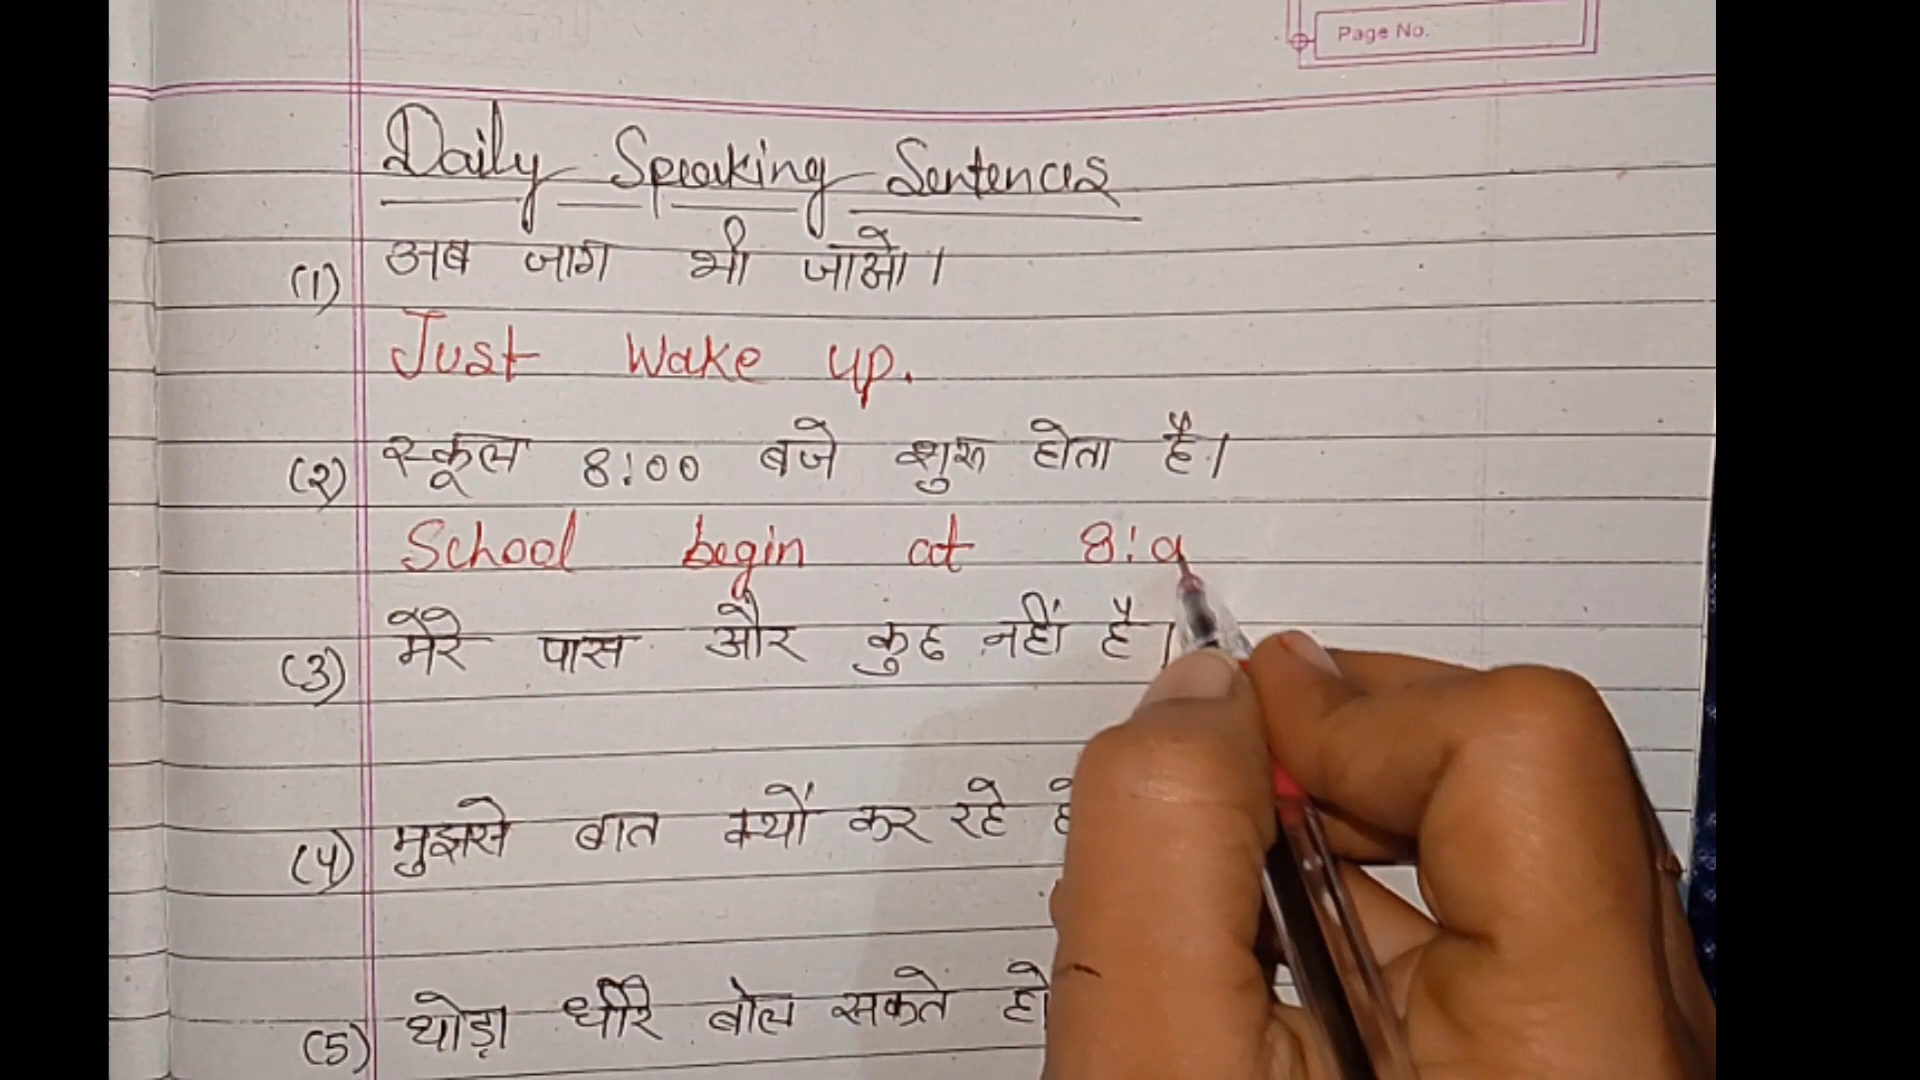 Page No.
Daily Speaking Sentences
(1) अब जाग भी जाओ।
Just wake up.
(2) स्कूल 8:00 बजे शुरू होता है।
School begin at 8:0
(3) मेरे पास और कुछ नहीं है।
(4) मुझसे बात क्यों कर रहे
(5) थोड़ा धीरे बोल सकते हो